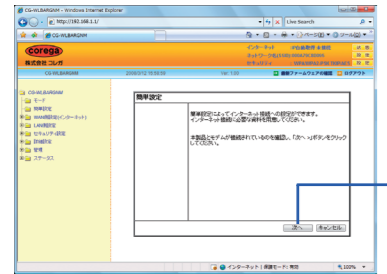 CG-WLBARGNM - Windows Internet Explorer
http://192.168.1.1/
Live Search
CG-WLBARGNM
corega
株式会社 コレガ
CG-WLBARGNM
Ver. 1.00
最新ファームウェアの確認
ログアウト
CG-WLBARGNM
モード
簡単設定
WAN側設定(インターネット)
LAN側設定
セキュリティ設定
詳細設定
管理
ステータス
簡単設定
簡単設定によってインターネット接続への設定ができます。
インターネット接続に必要な資料を用意してください。
本製品とモデムが接続されているのを確認し、「次へ」ボタンをクリックしてください。
次へ
キャンセル
インターネット | 保護モード: 無効
100%